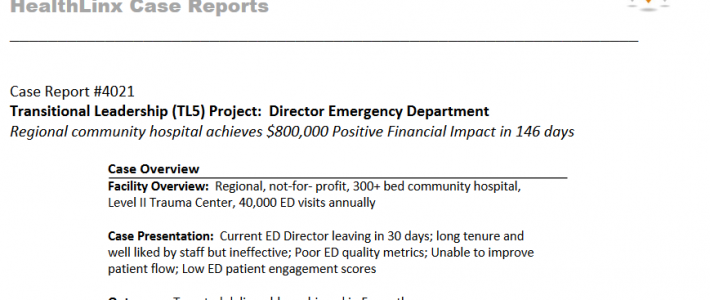 HealthLinx Case Reports
Case Report #4021
Transitional Leadership (TL5) Project: Director Emergency Department
Regional community hospital achieves $800,000 Positive Financial Impact in 146 days
Case Overview
Facility Overview: Regional, not-for- profit, 300+ bed community hospital,
Level II Trauma Center, 40,000 ED visits annually
Case Presentation: Current ED Director leaving in 30 days; long tenure and
well liked by staff but ineffective; Poor ED quality metrics; Unable to improve
patient flow; Low ED patient engagement scores